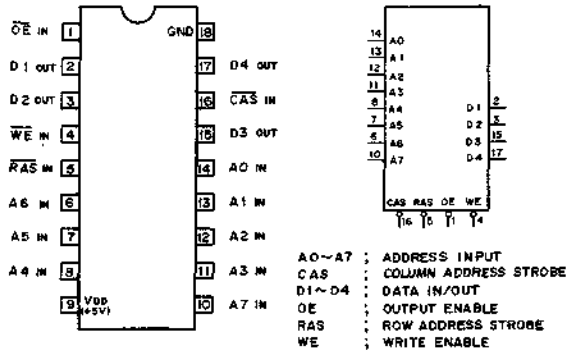 OE IN 1 GND 18
D1 OUT 2 17 D4 OUT
D2 OUT 3 16 CAS IN
WE IN 4 15 D3 OUT
RAS IN 5 14 A0 IN
A6 IN 6 13 A1 IN
A5 IN 7 12 A2 IN
A4 IN 8 11 A3 IN
9 VDD (+5V) 10 A7 IN
14 A0
13 A1
12 A2
11 A3
8 A4 D1 2
7 A5 D2 3
6 A6 D3 15
10 A7 D4 17
CAS RAS OE WE
16 5 1 4
A0~A7 ; ADDRESS INPUT
CAS ; COLUMN ADDRESS STROBE
D1~D4 ; DATA IN/OUT
OE ; OUTPUT ENABLE
RAS ; ROW ADDRESS STROBE
WE ; WRITE ENABLE